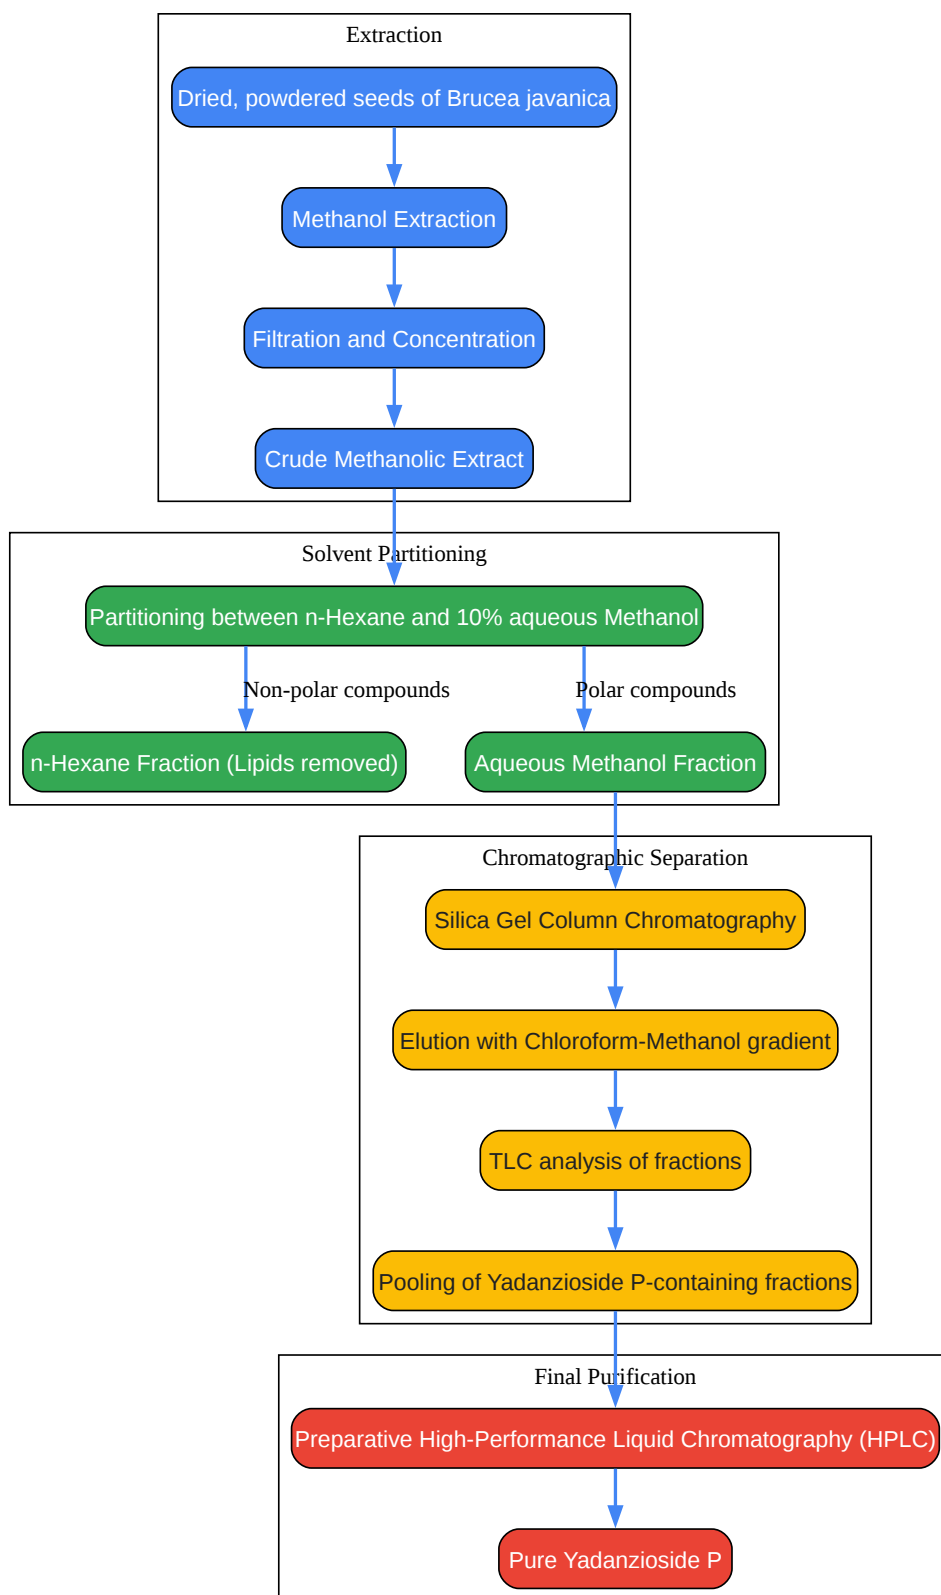 Extraction
Dried, powdered seeds of Brucea javanica
Methanol Extraction
Filtration and Concentration
Crude Methanolic Extract
Solvent Partitioning
Partitioning between n-Hexane and 10% aqueous Methanol
Non-polar compounds
Polar compounds
n-Hexane Fraction (Lipids removed)
Aqueous Methanol Fraction
Chromatographic Separation
Silica Gel Column Chromatography
Elution with Chloroform-Methanol gradient
TLC analysis of fractions
Pooling of Yadanzioside P-containing fractions
Final Purification
Preparative High-Performance Liquid Chromatography (HPLC)
Pure Yadanzioside P